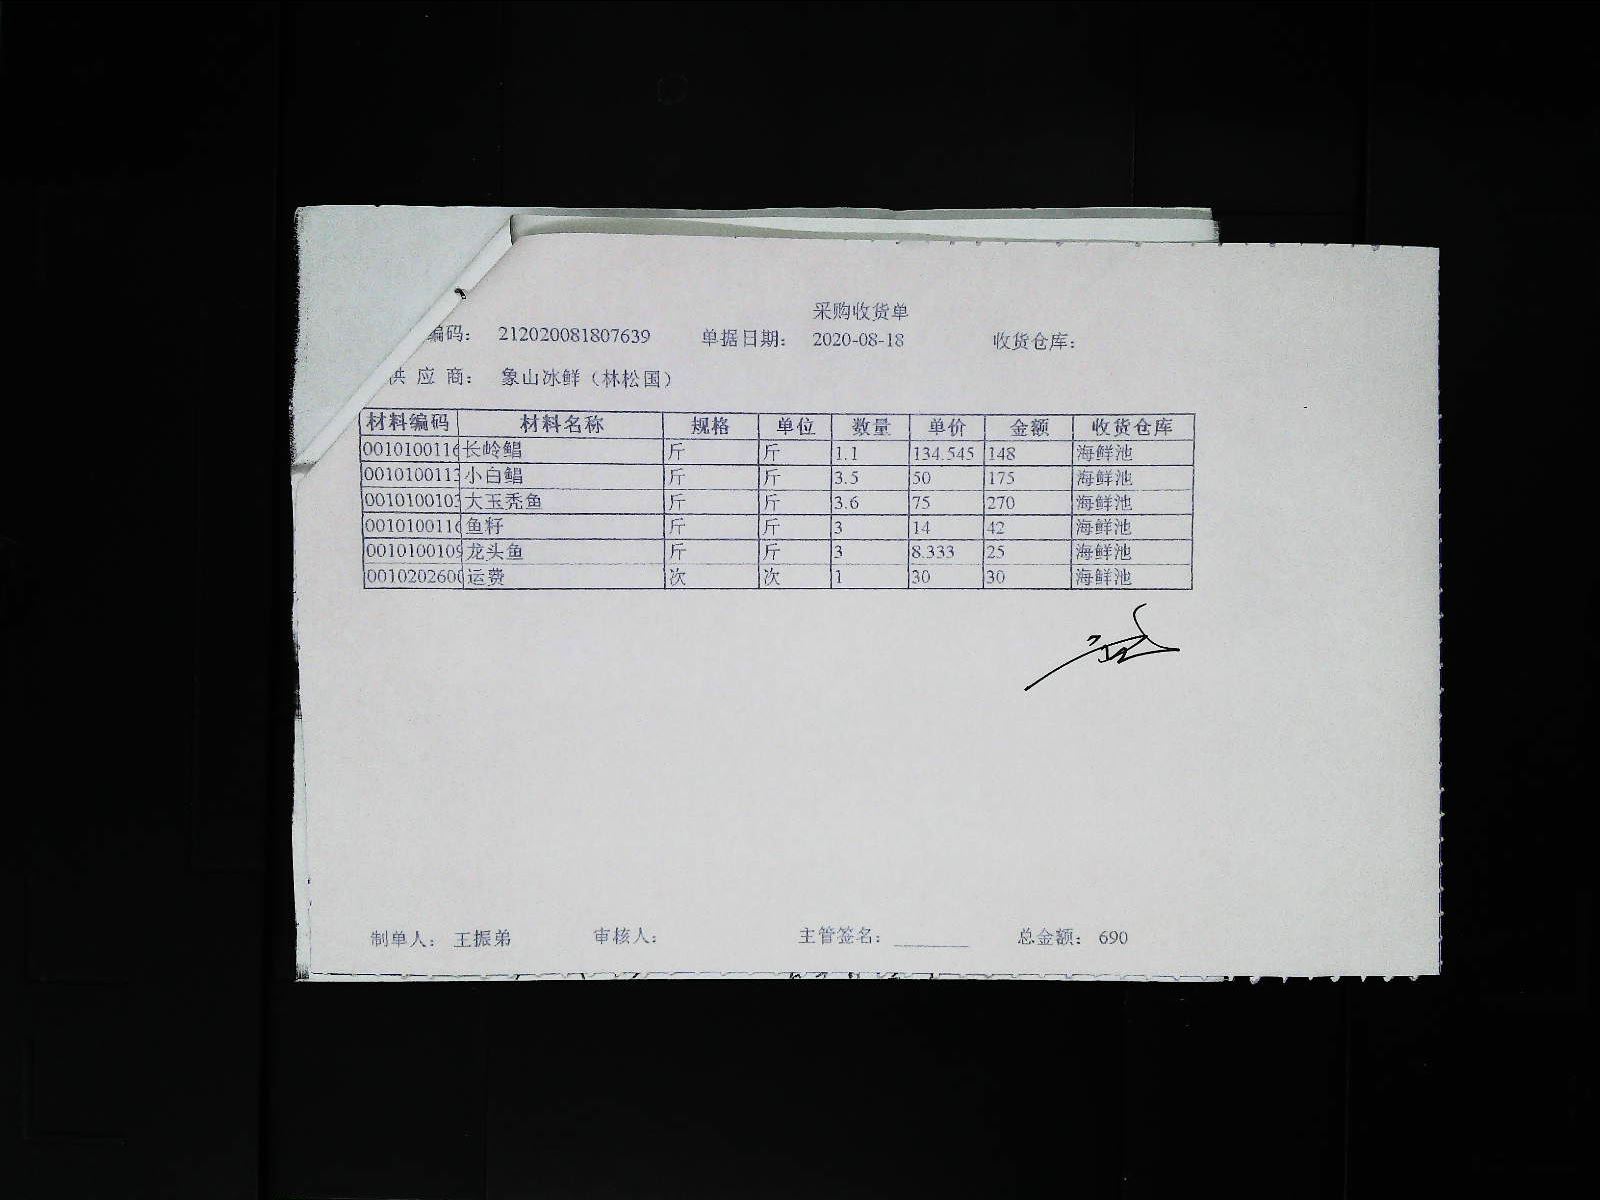 采购收货单
编码： 212020081807639 单据日期： 2020-08-18 收货仓库：
供 应 商： 象山冰鲜（林松国）
材料编码 材料名称 规格 单位 数量 单价 金额 收货仓库
001010011 长岭鲳 斤 斤 1.1 134.545 148 海鲜池
001010011 小白鲳 斤 斤 3.5 50 175 海鲜池
001010010 大玉秃鱼 斤 斤 3.6 75 270 海鲜池
001010011 鱼籽 斤 斤 3 14 42 海鲜池
001010010 龙头鱼 斤 斤 3 8.333 25 海鲜池
001020260 运费 次 次 1 30 30 海鲜池
制单人： 王振弟 审核人： 主管签名： ________ 总金额： 690